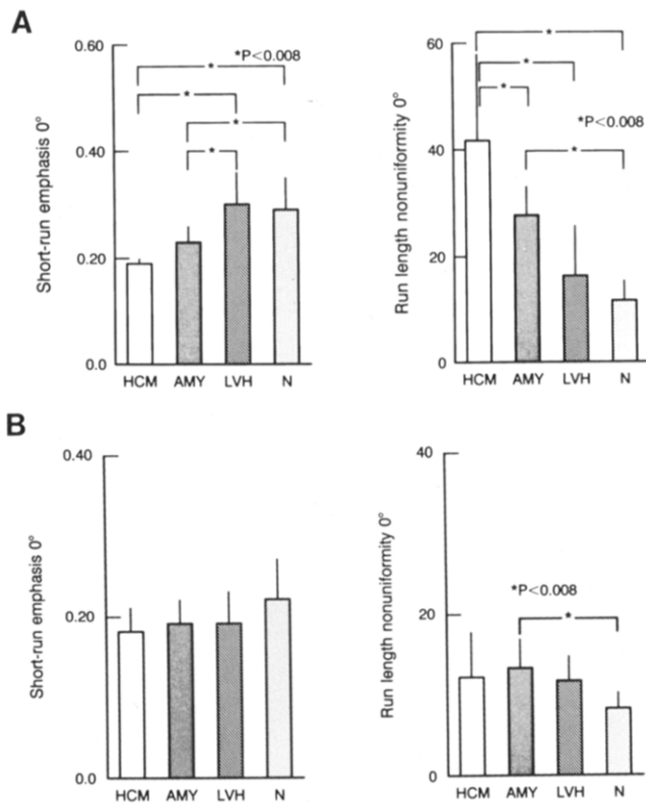 A
Short-run emphasis 0°
0.60
0.40
0.20
0.0
*P<0.008
*
*
*
*
HCM AMY LVH N
Run length nonuniformity 0°
60
40
20
0
*
*
*
*P<0.008
*
HCM AMY LVH N
B
Short-run emphasis 0°
0.40
0.20
0.0
HCM AMY LVH N
Run length nonuniformity 0°
40
20
0
*P<0.008
*
HCM AMY LVH N